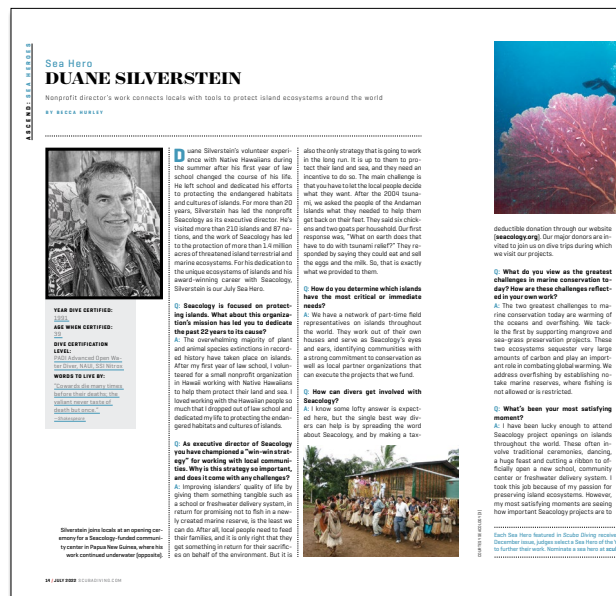 ASCEND: SEA HEROES
Sea Hero
DUANE SILVERSTEIN
Nonprofit director's work connects locals with tools to protect island ecosystems around the world
BY BECCA HURLEY
YEAR DIVE CERTIFIED:
1991
AGE WHEN CERTIFIED:
39
DIVE CERTIFICATION
LEVEL:
PADI Advanced Open Wa-
ter Diver, NAUI, SSI Nitrox
WORDS TO LIVE BY:
"Cowards die many times
before their deaths; the
valiant never taste of
death but once."
—Shakespeare
Silverstein joins locals at an opening cer-
emony for a Seacology-funded communi-
ty center in Papua New Guinea, where his
work continued underwater (opposite).
Duane Silverstein's volunteer experi-
ence with Native Hawaiians during
the summer after his first year of law
school changed the course of his life.
He left school and dedicated his efforts
to protecting the endangered habitats
and cultures of islands. For more than 20
years, Silverstein has led the nonprofit
Seacology as its executive director. He's
visited more than 210 islands and 87 na-
tions, and the work of Seacology has led
to the protection of more than 1.4 million
acres of threatened island terrestrial and
marine ecosystems. For his dedication to
the unique ecosystems of islands and his
award-winning career with Seacology,
Silverstein is our July Sea Hero.
Q: Seacology is focused on protect-
ing islands. What about this organiza-
tion's mission has led you to dedicate
the past 22 years to its cause?
A: The overwhelming majority of plant
and animal species extinctions in record-
ed history have taken place on islands.
After my first year of law school, I volun-
teered for a small nonprofit organization
in Hawaii working with Native Hawaiians
to help them protect their land and sea. I
loved working with the Hawaiian people so
much that I dropped out of law school and
dedicated my life to protecting the endan-
gered habitats and cultures of islands.
Q: As executive director of Seacology
you have championed a "win-win strat-
egy" for working with local communi-
ties. Why is this strategy so important,
and does it come with any challenges?
A: Improving islanders' quality of life by
giving them something tangible such as
a school or freshwater delivery system, in
return for promising not to fish in a new-
ly created marine reserve, is the least we
can do. After all, local people need to feed
their families, and it is only right that they
get something in return for their sacrific-
es on behalf of the environment. But it is
also the only strategy that is going to work
in the long run. It is up to them to pro-
tect their land and sea, and they need an
incentive to do so. The main challenge is
that you have to let the local people decide
what they want. After the 2004 tsuna-
mi, we asked the people of the Andaman
Islands what they needed to help them
get back on their feet. They said six chick-
ens and two goats per household. Our first
response was, "What on earth does that
have to do with tsunami relief?" They re-
sponded by saying they could eat and sell
the eggs and the milk. So, that is exactly
what we provided to them.
Q: How do you determine which islands
have the most critical or immediate
needs?
A: We have a network of part-time field
representatives on islands throughout
the world. They work out of their own
houses and serve as Seacology's eyes
and ears, identifying communities with
a strong commitment to conservation as
well as local partner organizations that
can execute the projects that we fund.
Q: How can divers get involved with
Seacology?
A: I know some lofty answer is expect-
ed here, but the single best way div-
ers can help is by spreading the word
about Seacology, and by making a tax-
deductible donation through our website
(seacology.org). Our major donors are in-
vited to join us on dive trips during which
we visit our projects.
Q: What do you view as the greatest
challenges in marine conservation to-
day? How are these challenges reflect-
ed in your own work?
A: The two greatest challenges to ma-
rine conservation today are warming of
the oceans and overfishing. We tack-
le the first by supporting mangrove and
sea-grass preservation projects. These
two ecosystems sequester very large
amounts of carbon and play an impor-
tant role in combating global warming. We
address overfishing by establishing no-
take marine reserves, where fishing is
not allowed or is restricted.
Q: What's been your most satisfying
moment?
A: I have been lucky enough to attend
Seacology project openings on islands
throughout the world. These often in-
volve traditional ceremonies, dancing,
a huge feast and cutting a ribbon to of-
ficially open a new school, community
center or freshwater delivery system. I
took this job because of my passion for
preserving island ecosystems. However,
my most satisfying moments are seeing
how important Seacology projects are to
Each Sea Hero featured in Scuba Diving receive
December issue, judges select a Sea Hero of the
to further their work. Nominate a sea hero at
14 | JULY 2022 SCUBADIVING.COM